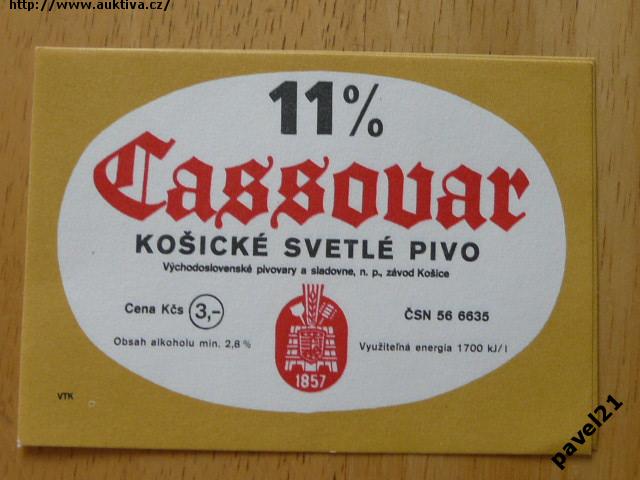 http://www.auktiva.cz/
11%
Cassovar
KOŠICKÉ SVETLÉ PIVO
Východoslovenské pivovary a sladovne, n. p., závod Košice
Cena Kčs 3,-
ČSN 56 6635
Obsah alkoholu min. 2,8 %
Využiteľná energia 1700 kJ/l
1857
VTK
pavel21